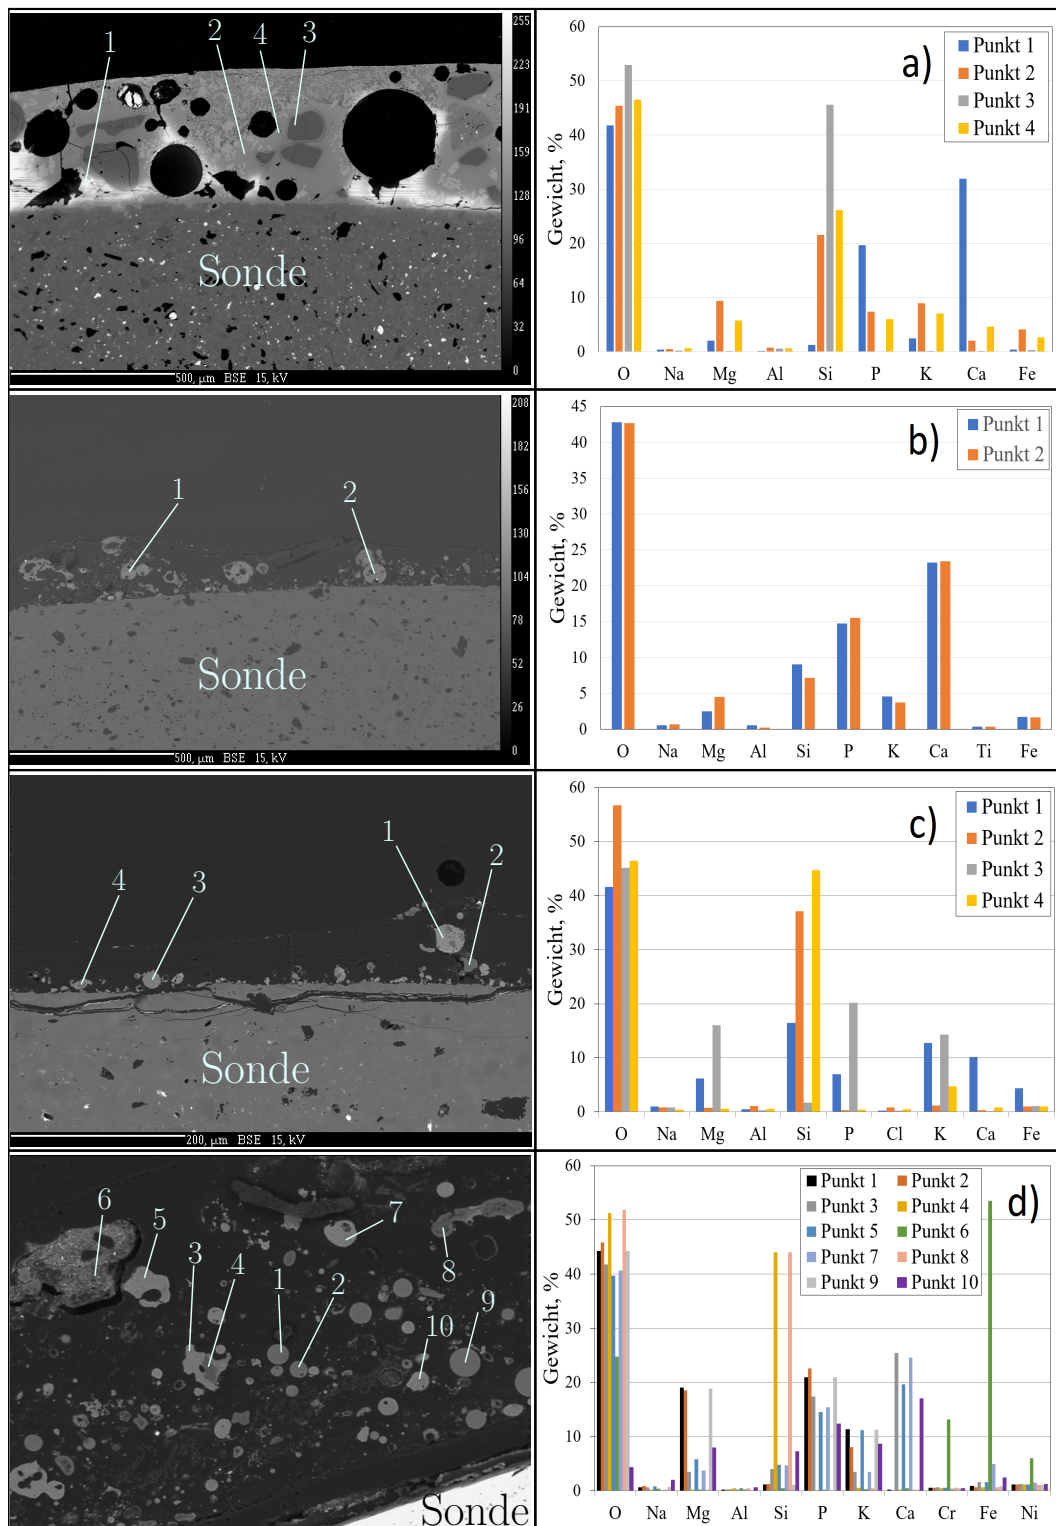 1
2
4
3
Sonde
255
223
191
159
128
96
64
32
0
500, μm BSE 15, kV
a)
Gewicht, %
60
50
40
30
20
10
0
O Na Mg Al Si P K Ca Fe
Punkt 1
Punkt 2
Punkt 3
Punkt 4
1
2
Sonde
208
182
156
130
104
78
52
26
0
500, μm BSE 15, kV
b)
Gewicht, %
45
40
35
30
25
20
15
10
5
0
O Na Mg Al Si P K Ca Ti Fe
Punkt 1
Punkt 2
1
2
4
3
Sonde
200, μm BSE 15, kV
c)
Gewicht, %
60
50
40
30
20
10
0
O Na Mg Al Si P Cl K Ca Fe
Punkt 1
Punkt 2
Punkt 3
Punkt 4
6
5
7
8
3
4
1
2
9
10
Sonde
d)
Gewicht, %
60
50
40
30
20
10
0
O Na Mg Al Si P K Ca Cr Fe Ni
Punkt 1 Punkt 2
Punkt 3 Punkt 4
Punkt 5 Punkt 6
Punkt 7 Punkt 8
Punkt 9 Punkt 10